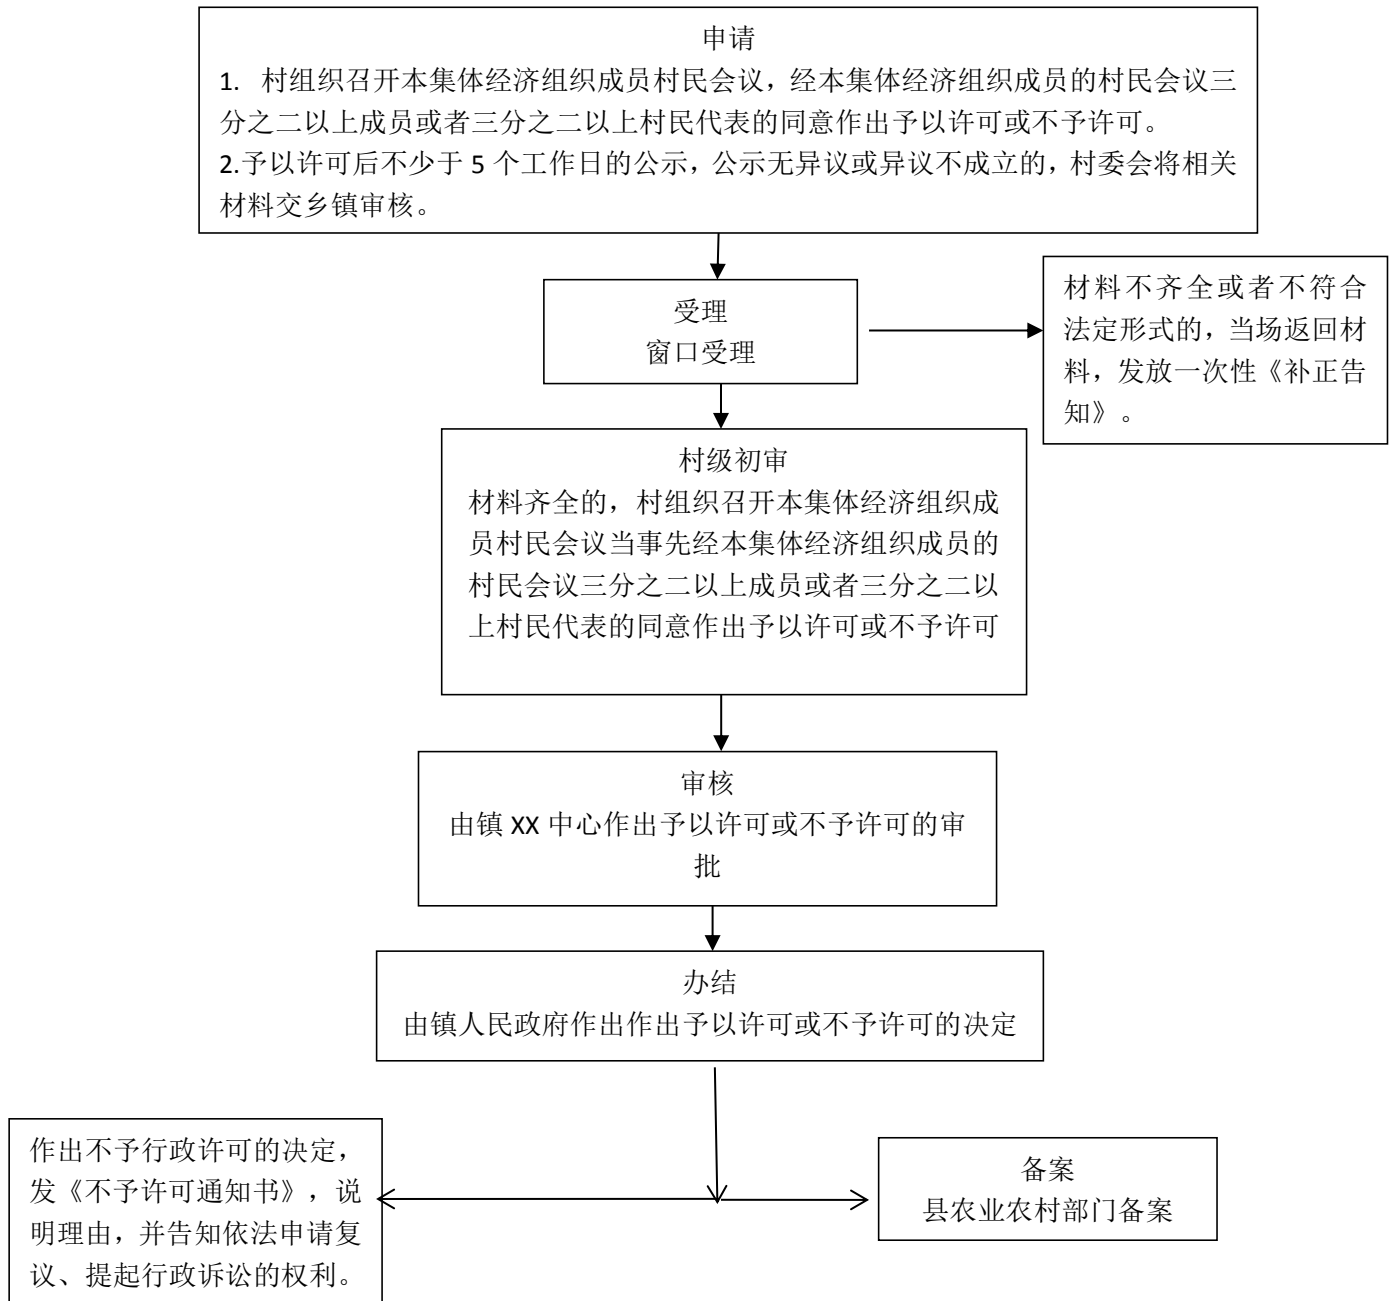 申请
1. 村组织召开本集体经济组织成员村民会议，经本集体经济组织成员的村民会议三
分之二以上成员或者三分之二以上村民代表的同意作出予以许可或不予许可。
2.予以许可后不少于 5 个工作日的公示，公示无异议或异议不成立的，村委会将相关
材料交乡镇审核。
受理
窗口受理
材料不齐全或者不符合
法定形式的，当场返回材
料，发放一次性《补正告
知》。
村级初审
材料齐全的，村组织召开本集体经济组织成
员村民会议当事先经本集体经济组织成员的
村民会议三分之二以上成员或者三分之二以
上村民代表的同意作出予以许可或不予许可
审核
由镇 XX 中心作出予以许可或不予许可的审
批
办结
由镇人民政府作出作出予以许可或不予许可的决定
作出不予行政许可的决定，
发《不予许可通知书》，说
明理由，并告知依法申请复
议、提起行政诉讼的权利。
备案
县农业农村部门备案